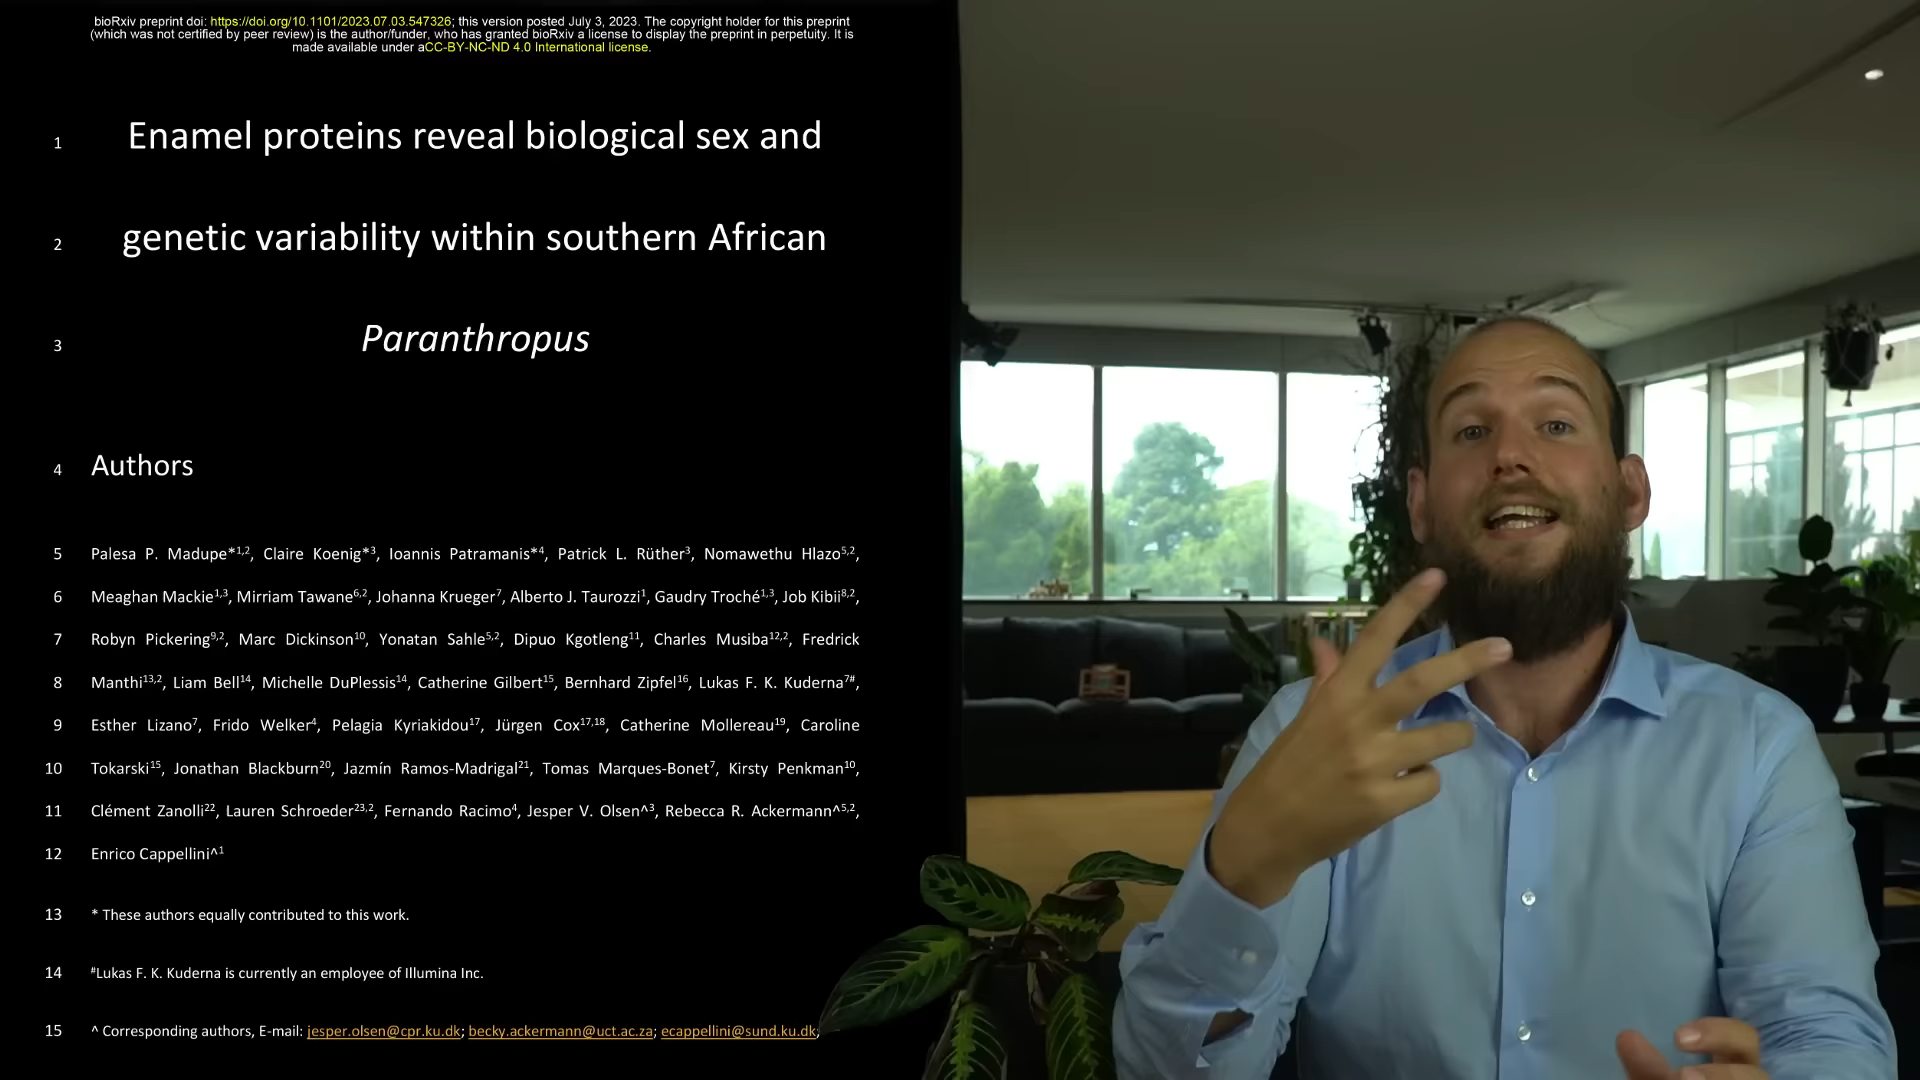 bioRxiv preprint doi: https://doi.org/10.1101/2023.07.03.547326; this version posted July 3, 2023. The copyright holder for this preprint
(which was not certified by peer review) is the author/funder, who has granted bioRxiv a license to display the preprint in perpetuity. It is
made available under aCC-BY-NC-ND 4.0 International license.
1 Enamel proteins reveal biological sex and
2 genetic variability within southern African
3 Paranthropus
4 Authors
5 Palesa P. Madupe*1,2, Claire Koenig*3, Ioannis Patramanis*4, Patrick L. Rüther3, Nomawethu Hlazo5,2,
6 Meaghan Mackie1,3, Mirriam Tawane6,2, Johanna Krueger7, Alberto J. Taurozzi1, Gaudry Troché1,3, Job Kibii8,2,
7 Robyn Pickering9,2, Marc Dickinson10, Yonatan Sahle5,2, Dipuo Kgotleng11, Charles Musiba12,2, Fredrick
8 Manthi13,2, Liam Bell14, Michelle DuPlessis14, Catherine Gilbert15, Bernhard Zipfel16, Lukas F. K. Kuderna7#,
9 Esther Lizano7, Frido Welker4, Pelagia Kyriakidou17, Jürgen Cox17,18, Catherine Mollereau19, Caroline
10 Tokarski15, Jonathan Blackburn20, Jazmín Ramos-Madrigal21, Tomas Marques-Bonet7, Kirsty Penkman10,
11 Clément Zanolli22, Lauren Schroeder23,2, Fernando Racimo4, Jesper V. Olsen^3, Rebecca R. Ackermann^5,2,
12 Enrico Cappellini^1
13 * These authors equally contributed to this work.
14 #Lukas F. K. Kuderna is currently an employee of Illumina Inc.
15 ^ Corresponding authors, E-mail: jesper.olsen@cpr.ku.dk; becky.ackermann@uct.ac.za; ecappellini@sund.ku.dk;